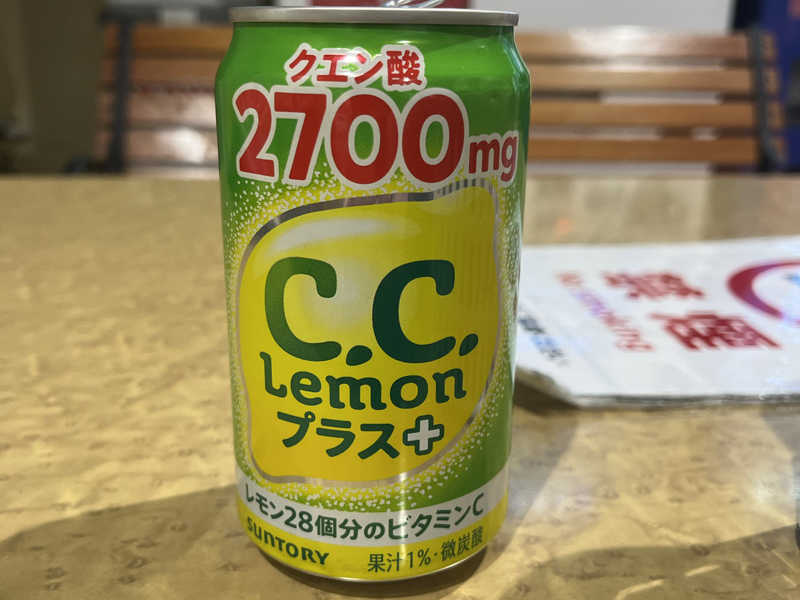 クエン酸
2700mg
C.C.
Lemon
プラス+
レモン28個分のビタミンC
SUNTORY
果汁1%・微炭酸